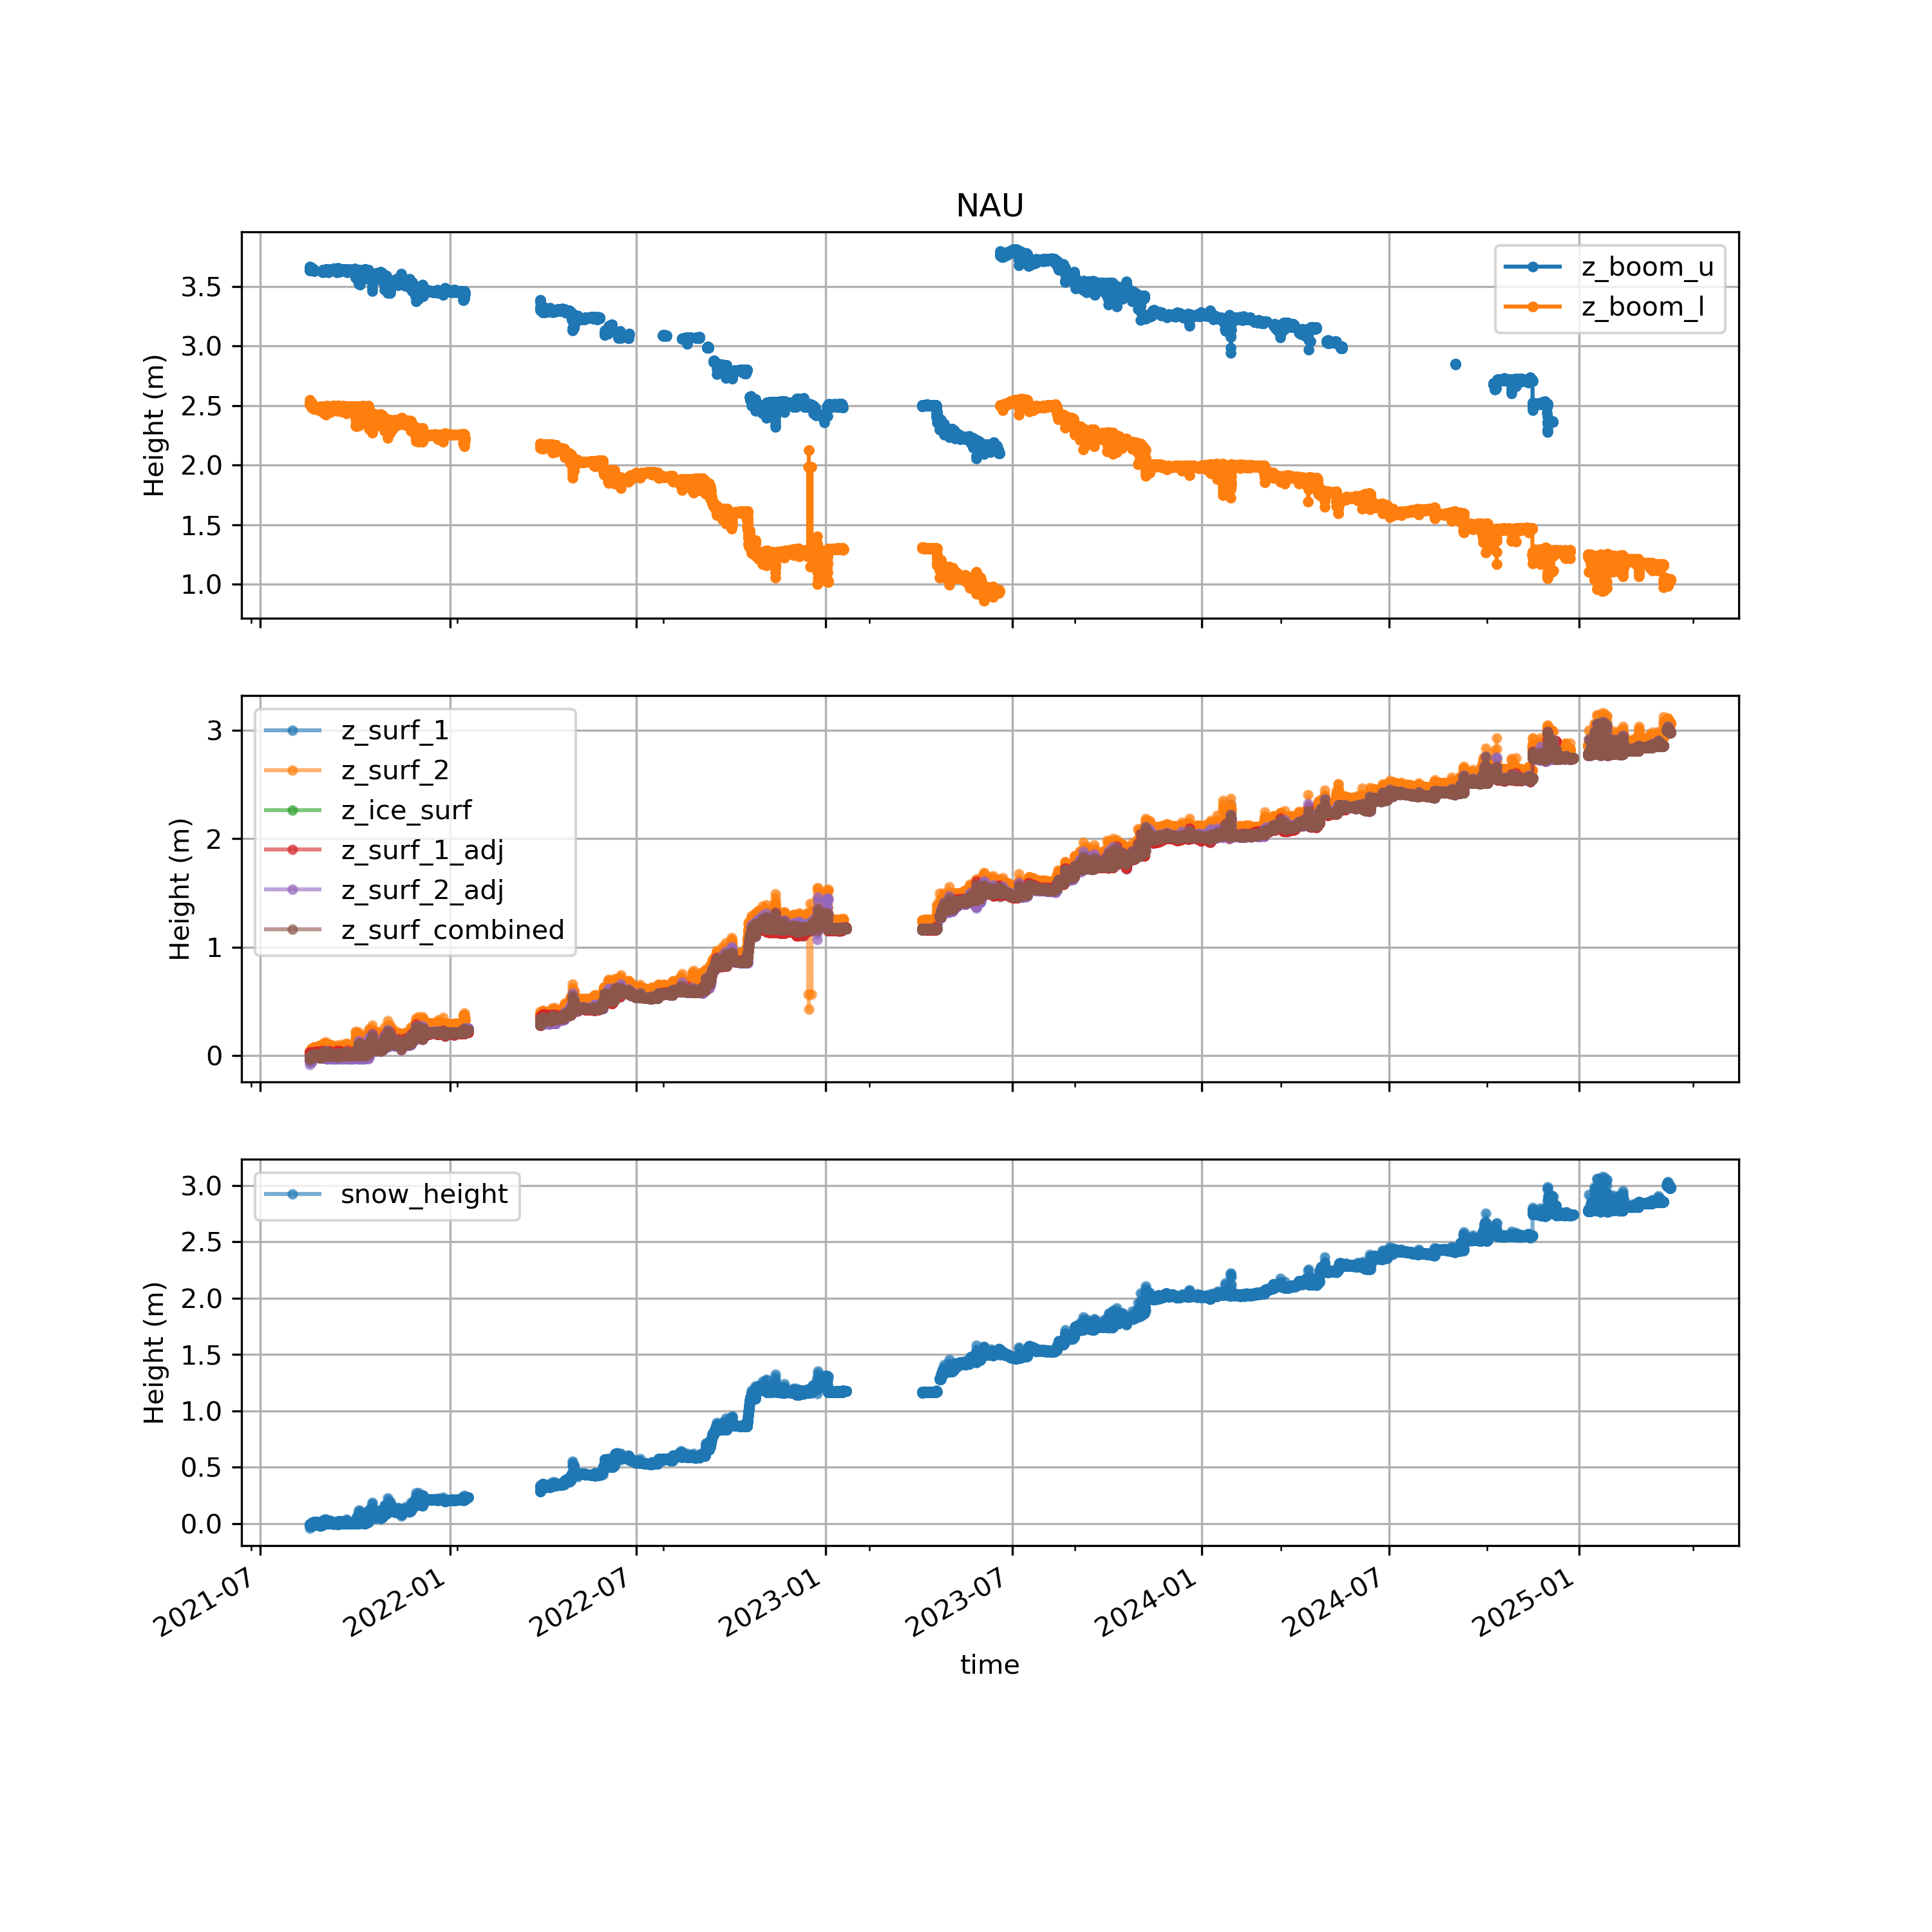 NAU
Height (m)
3.5
3.0
2.5
2.0
1.5
1.0
z_boom_u
z_boom_l
Height (m)
3
2
1
0
z_surf_1
z_surf_2
z_ice_surf
z_surf_1_adj
z_surf_2_adj
z_surf_combined
Height (m)
3.0
2.5
2.0
1.5
1.0
0.5
0.0
snow_height
2021-07
2022-01
2022-07
2023-01
2023-07
2024-01
2024-07
2025-01
time